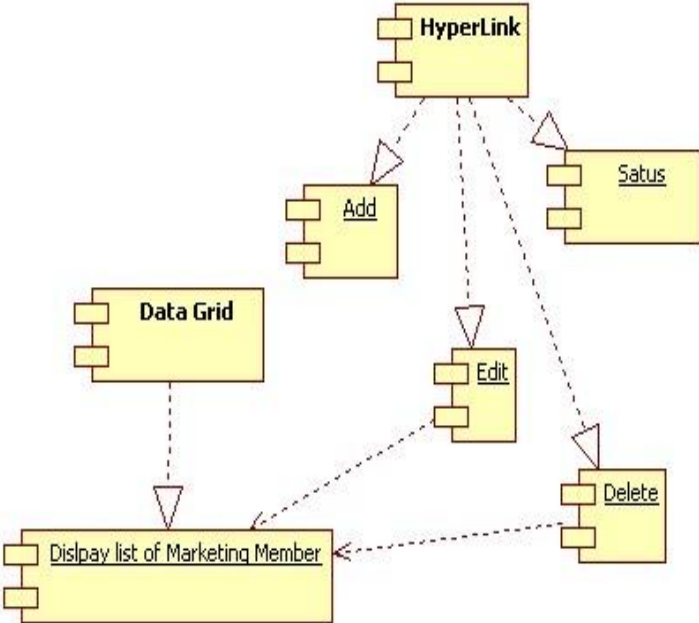 HyperLink
Satus
Add
Data Grid
Edit
Delete
Dislpay list of Marketing Member